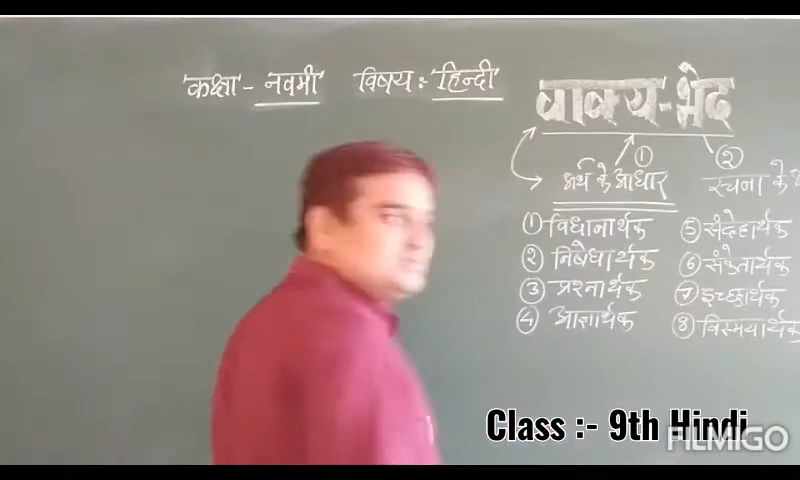 'कक्षा - नवमी' विषय : 'हिन्दी'
वाक्य-भेद
① ②
अर्थ के आधार रचना के
① विधानार्थक ⑤ संदेहार्थक
② निषेधार्थक ⑥ संकेतार्थक
③ प्रश्नार्थक ⑦ इच्छार्थक
④ आज्ञार्थक ⑧ विस्मयार्थक
Class :- 9th Hindi
FILMIGO